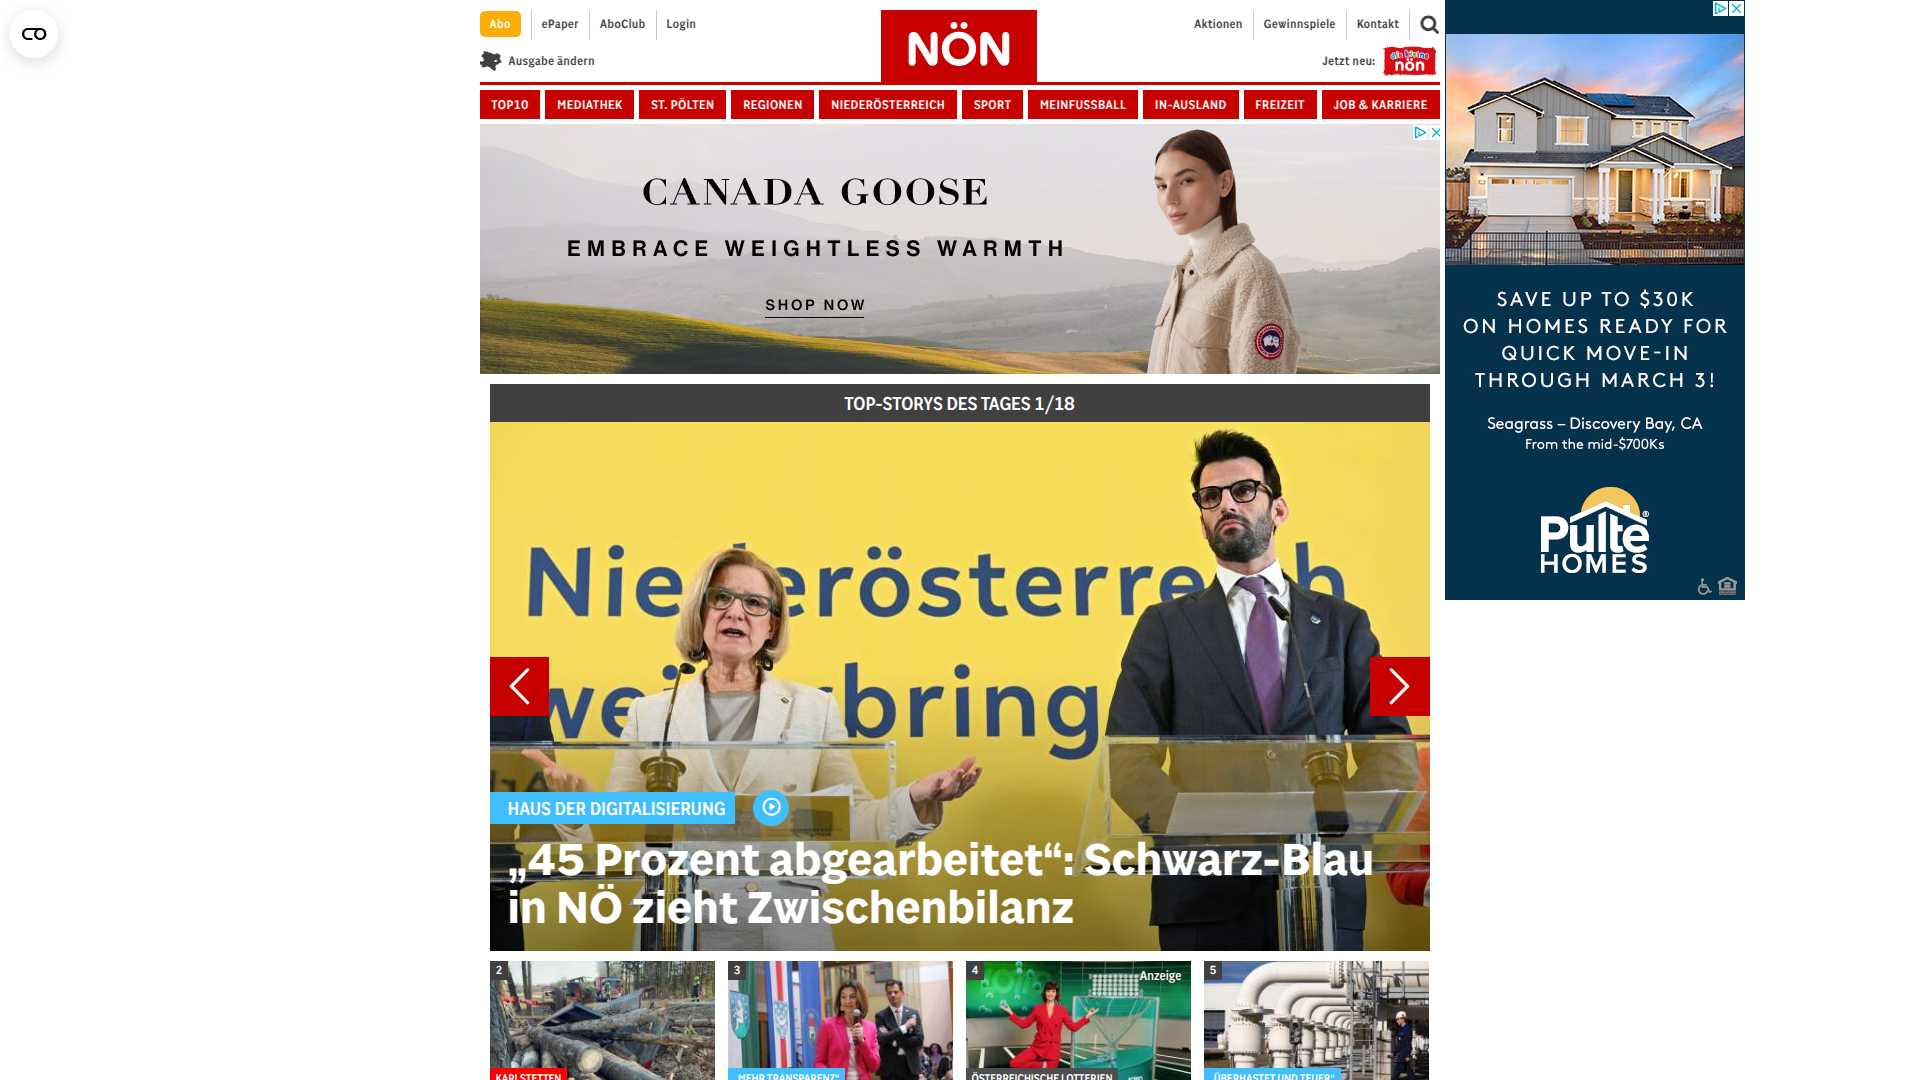 Abo
ePaper
AboClub
Login
Aktionen
Gewinnspiele
Kontakt
Ausgabe ändern
NÖN
Jetzt neu:
die kleine
nön
TOP10
MEDIATHEK
ST. PÖLTEN
REGIONEN
NIEDERÖSTERREICH
SPORT
MEINFUSSBALL
IN-AUSLAND
FREIZEIT
JOB & KARRIERE
CANADA GOOSE
EMBRACE WEIGHTLESS WARMTH
SHOP NOW
SAVE UP TO $30K
ON HOMES READY FOR
QUICK MOVE-IN
THROUGH MARCH 3!
Seagrass – Discovery Bay, CA
From the mid-$700Ks
Pulte®
HOMES
TOP-STORYS DES TAGES 1/18
HAUS DER DIGITALISIERUNG
„45 Prozent abgearbeitet“: Schwarz-Blau
in NÖ zieht Zwischenbilanz
2
KARLSTETTEN
3
„MEHR TRANSPARENZ“
4
Anzeige
ÖSTERREICHISCHE LOTTERIEN
5
„ÜBERHASTET UND TEUER“